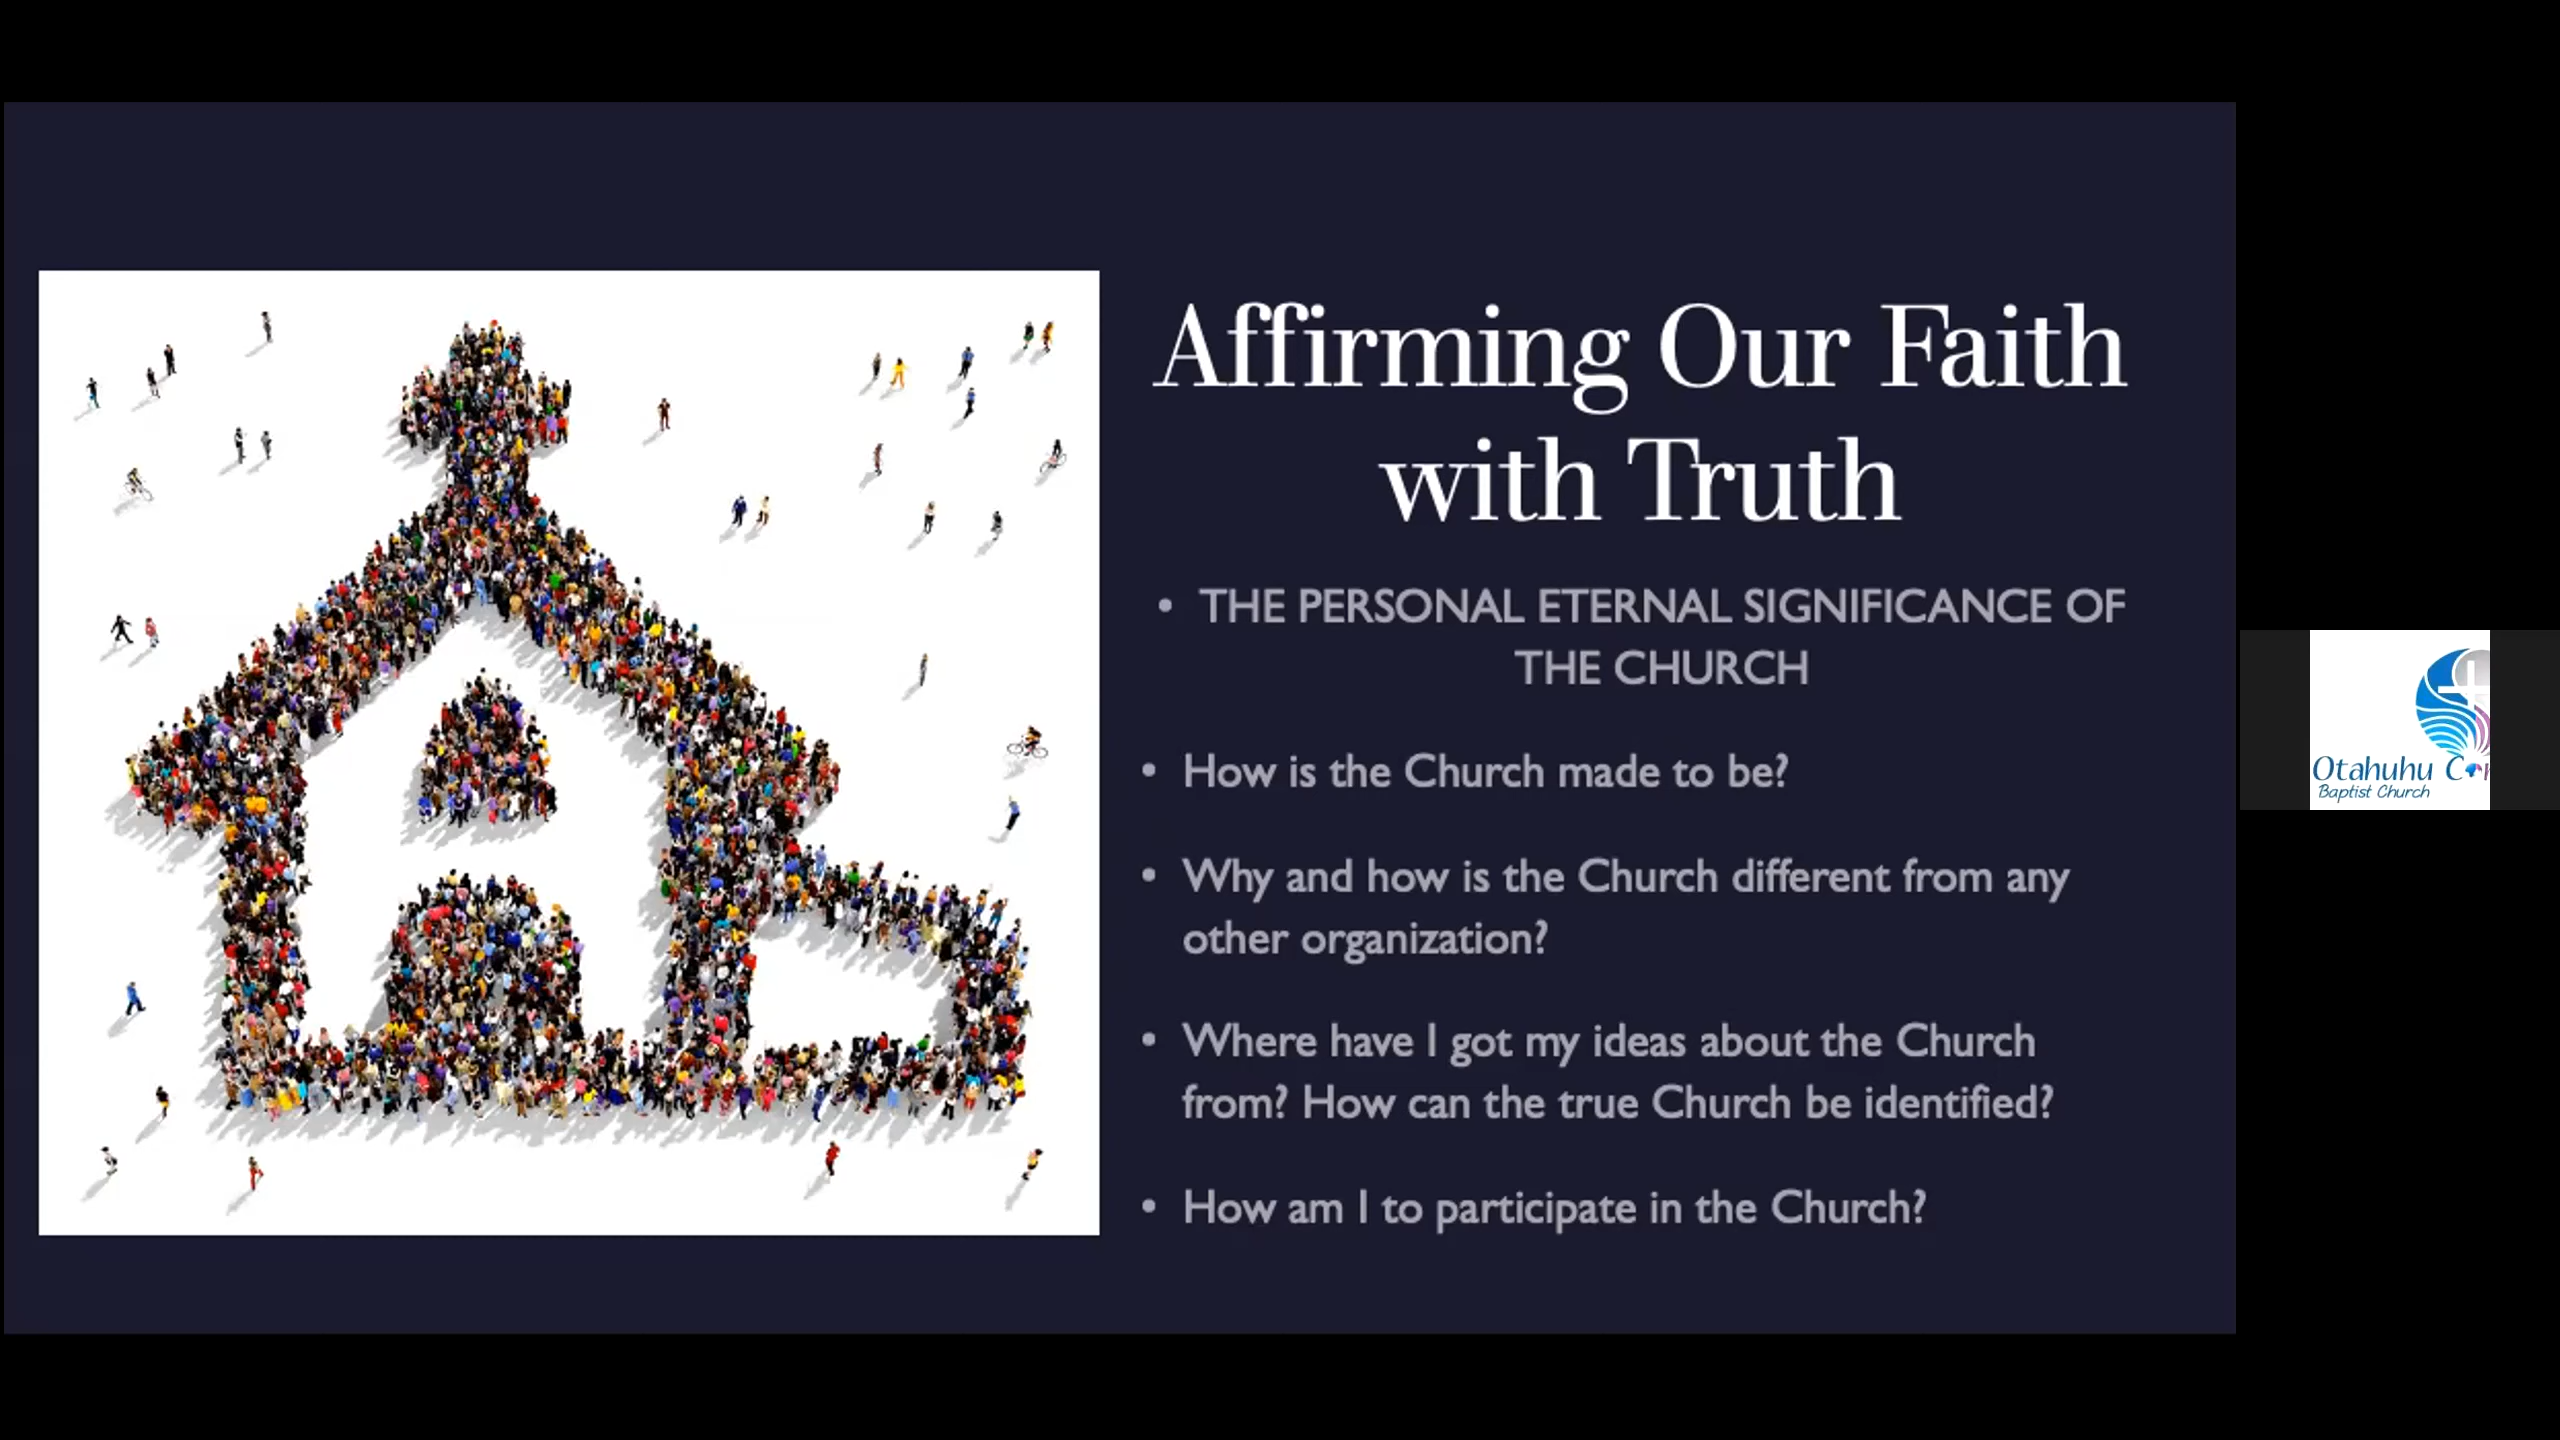 Affirming Our Faith
with Truth
• THE PERSONAL ETERNAL SIGNIFICANCE OF
THE CHURCH
• How is the Church made to be?
• Why and how is the Church different from any
other organization?
• Where have I got my ideas about the Church
from? How can the true Church be identified?
• How am I to participate in the Church?
Otahuhu
Baptist Church